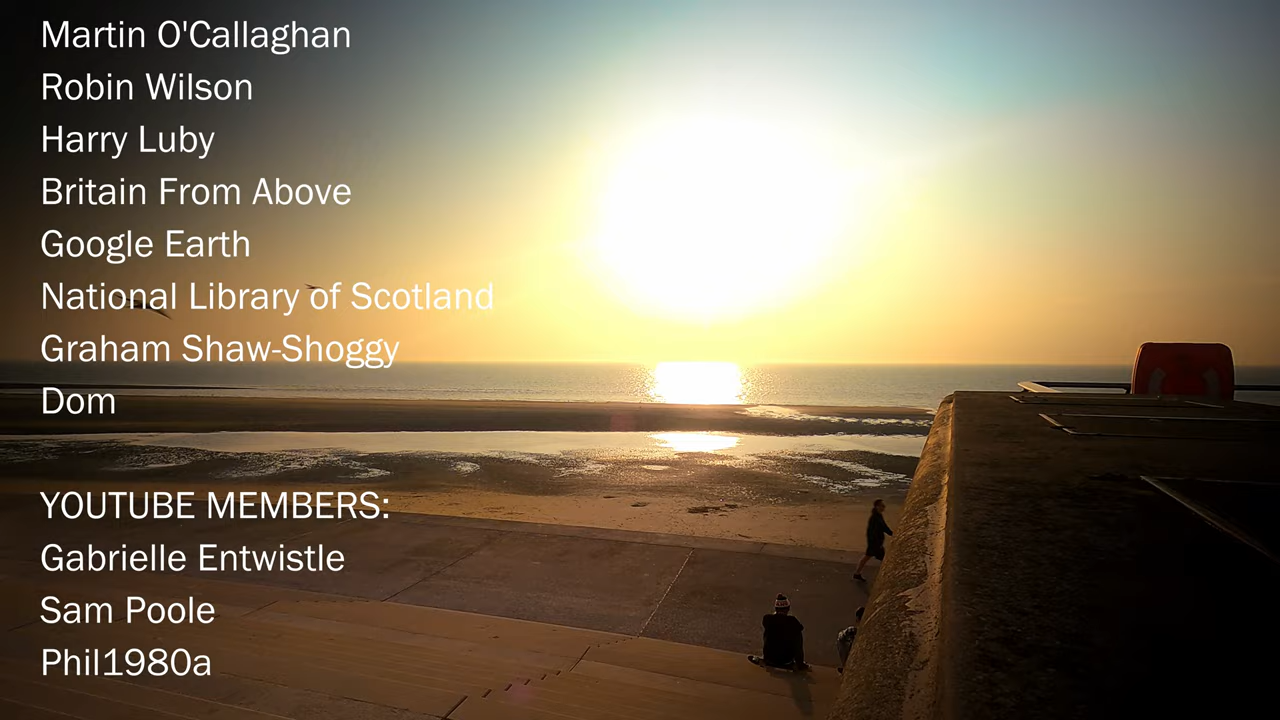 Martin O'Callaghan
Robin Wilson
Harry Luby
Britain From Above
Google Earth
National Library of Scotland
Graham Shaw-Shoggy
Dom
YOUTUBE MEMBERS:
Gabrielle Entwistle
Sam Poole
Phil1980a